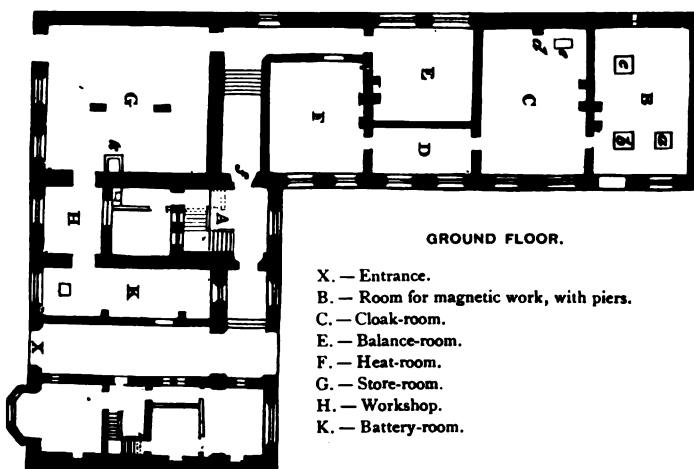 E
c
G
F
C
B
D
b
a
H
A
GROUND FLOOR.
X. — Entrance.
K
B. — Room for magnetic work, with piers.
C. — Cloak-room.
X
E. — Balance-room.
F. — Heat-room.
G. — Store-room.
H. — Workshop.
K. — Battery-room.